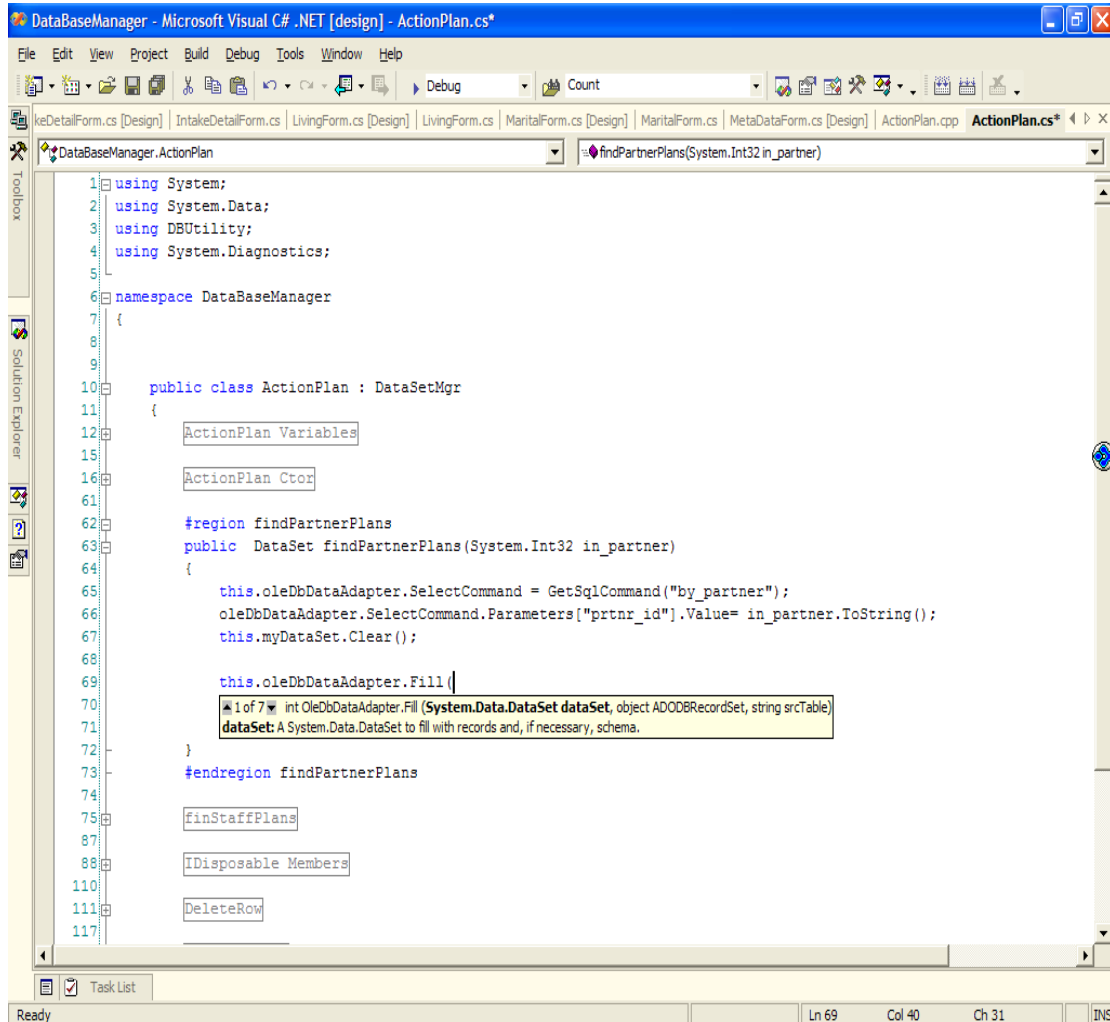 DataBaseManager - Microsoft Visual C# .NET [design] - ActionPlan.cs*
File Edit View Project Build Debug Tools Window Help
Debug Count
keDetailForm.cs [Design] | IntakeDetailForm.cs | LivingForm.cs [Design] | LivingForm.cs | MaritalForm.cs [Design] | MaritalForm.cs | MetaDataForm.cs [Design] | ActionPlan.cpp ActionPlan.cs*
DataBaseManager.ActionPlan findPartnerPlans(System.Int32 in_partner)
Toolbox
Solution Explorer
1 using System;
2 using System.Data;
3 using DBUtility;
4 using System.Diagnostics;
5
6 namespace DataBaseManager
7 {
8
9
10 public class ActionPlan : DataSetMgr
11 {
12 ActionPlan Variables
15
16 ActionPlan Ctor
61
62 #region findPartnerPlans
63 public DataSet findPartnerPlans(System.Int32 in_partner)
64 {
65 this.oleDbDataAdapter.SelectCommand = GetSqlCommand("by_partner");
66 oleDbDataAdapter.SelectCommand.Parameters["prtnr_id"].Value= in_partner.ToString();
67 this.myDataSet.Clear();
68
69 this.oleDbDataAdapter.Fill(
70 1 of 7 int OleDbDataAdapter.Fill (System.Data.DataSet dataSet, object ADODBRecordSet, string srcTable)
71 dataSet: A System.Data.DataSet to fill with records and, if necessary, schema.
72 }
73 #endregion findPartnerPlans
74
75 finStaffPlans
87
88 IDisposable Members
110
111 DeleteRow
117
Task List
Ready Ln 69 Col 40 Ch 31 INS